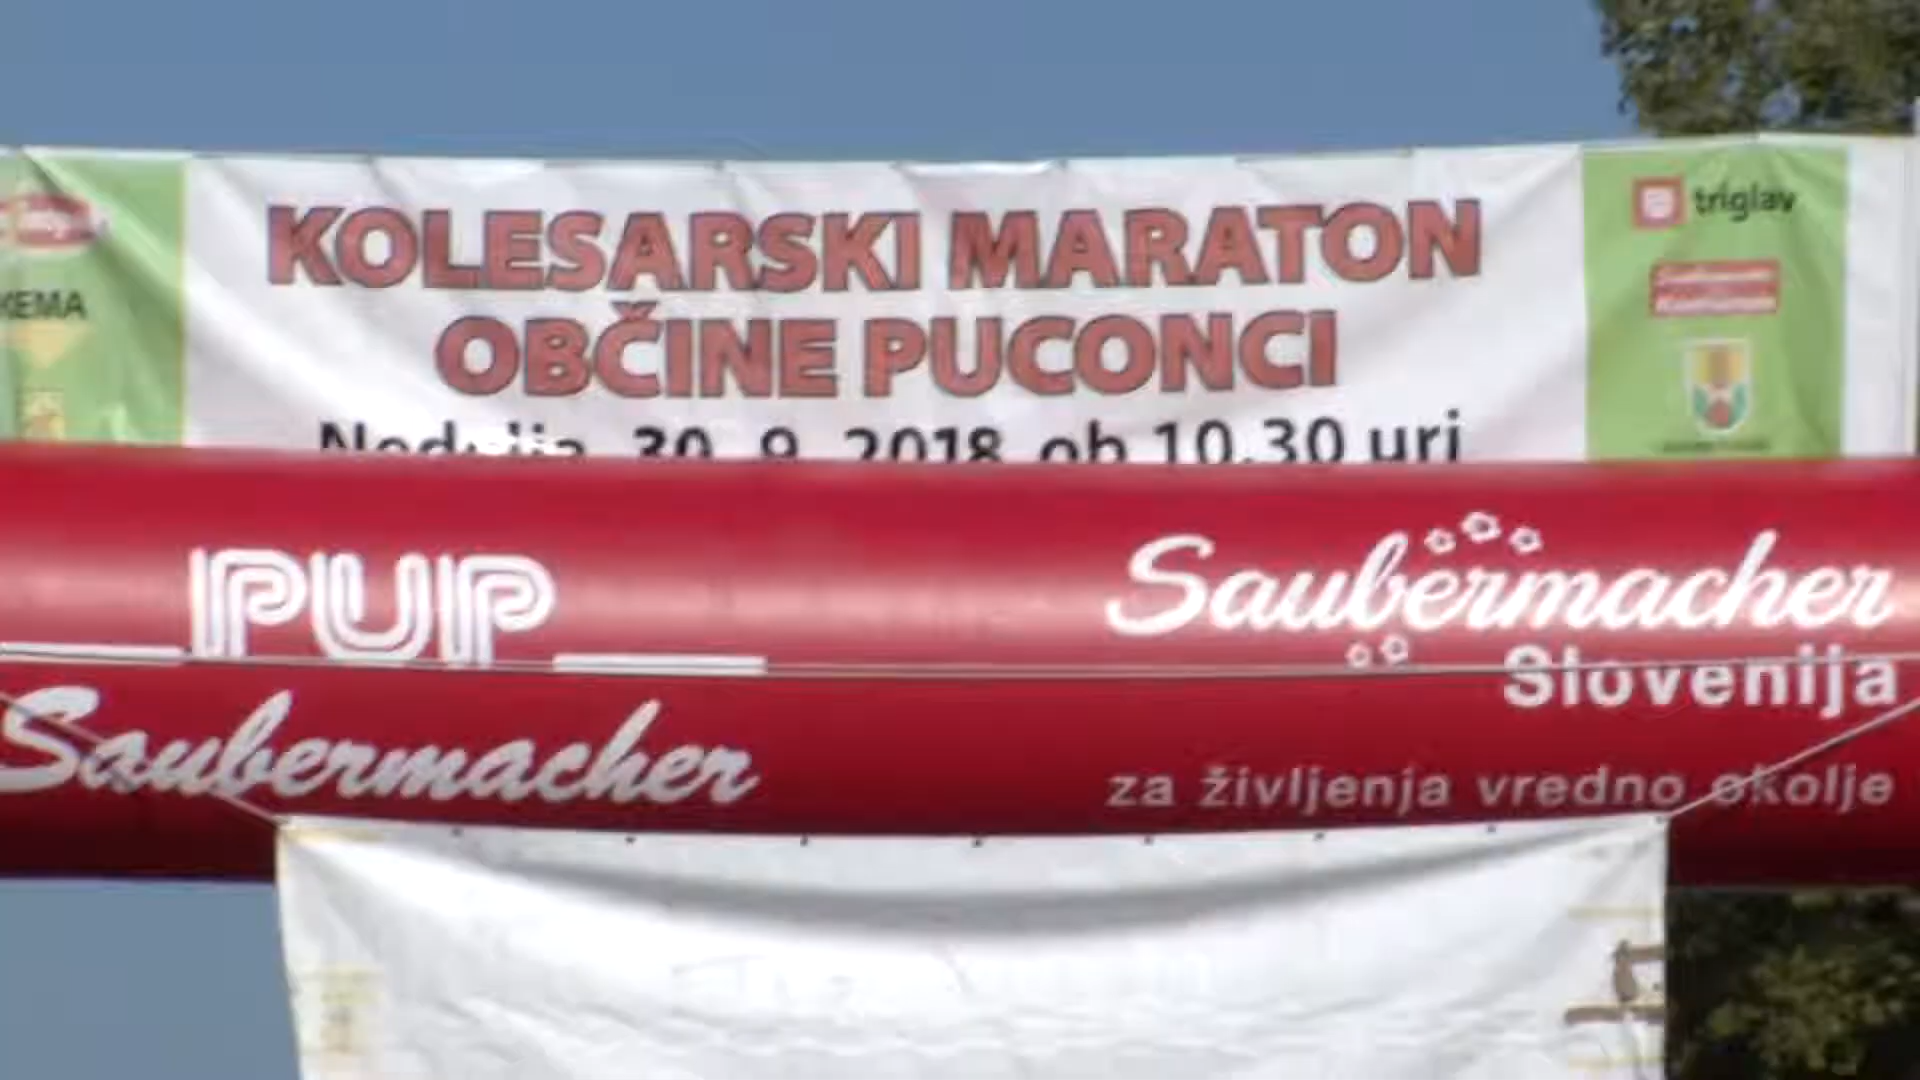 KOLESARSKI MARATON
OBČINE PUCONCI
Nedelja, 30. 9. 2018 ob 10.30 uri
KEMA
triglav
PUP
Saubermacher
Saubermacher
Slovenija
za življenja vredno okolje